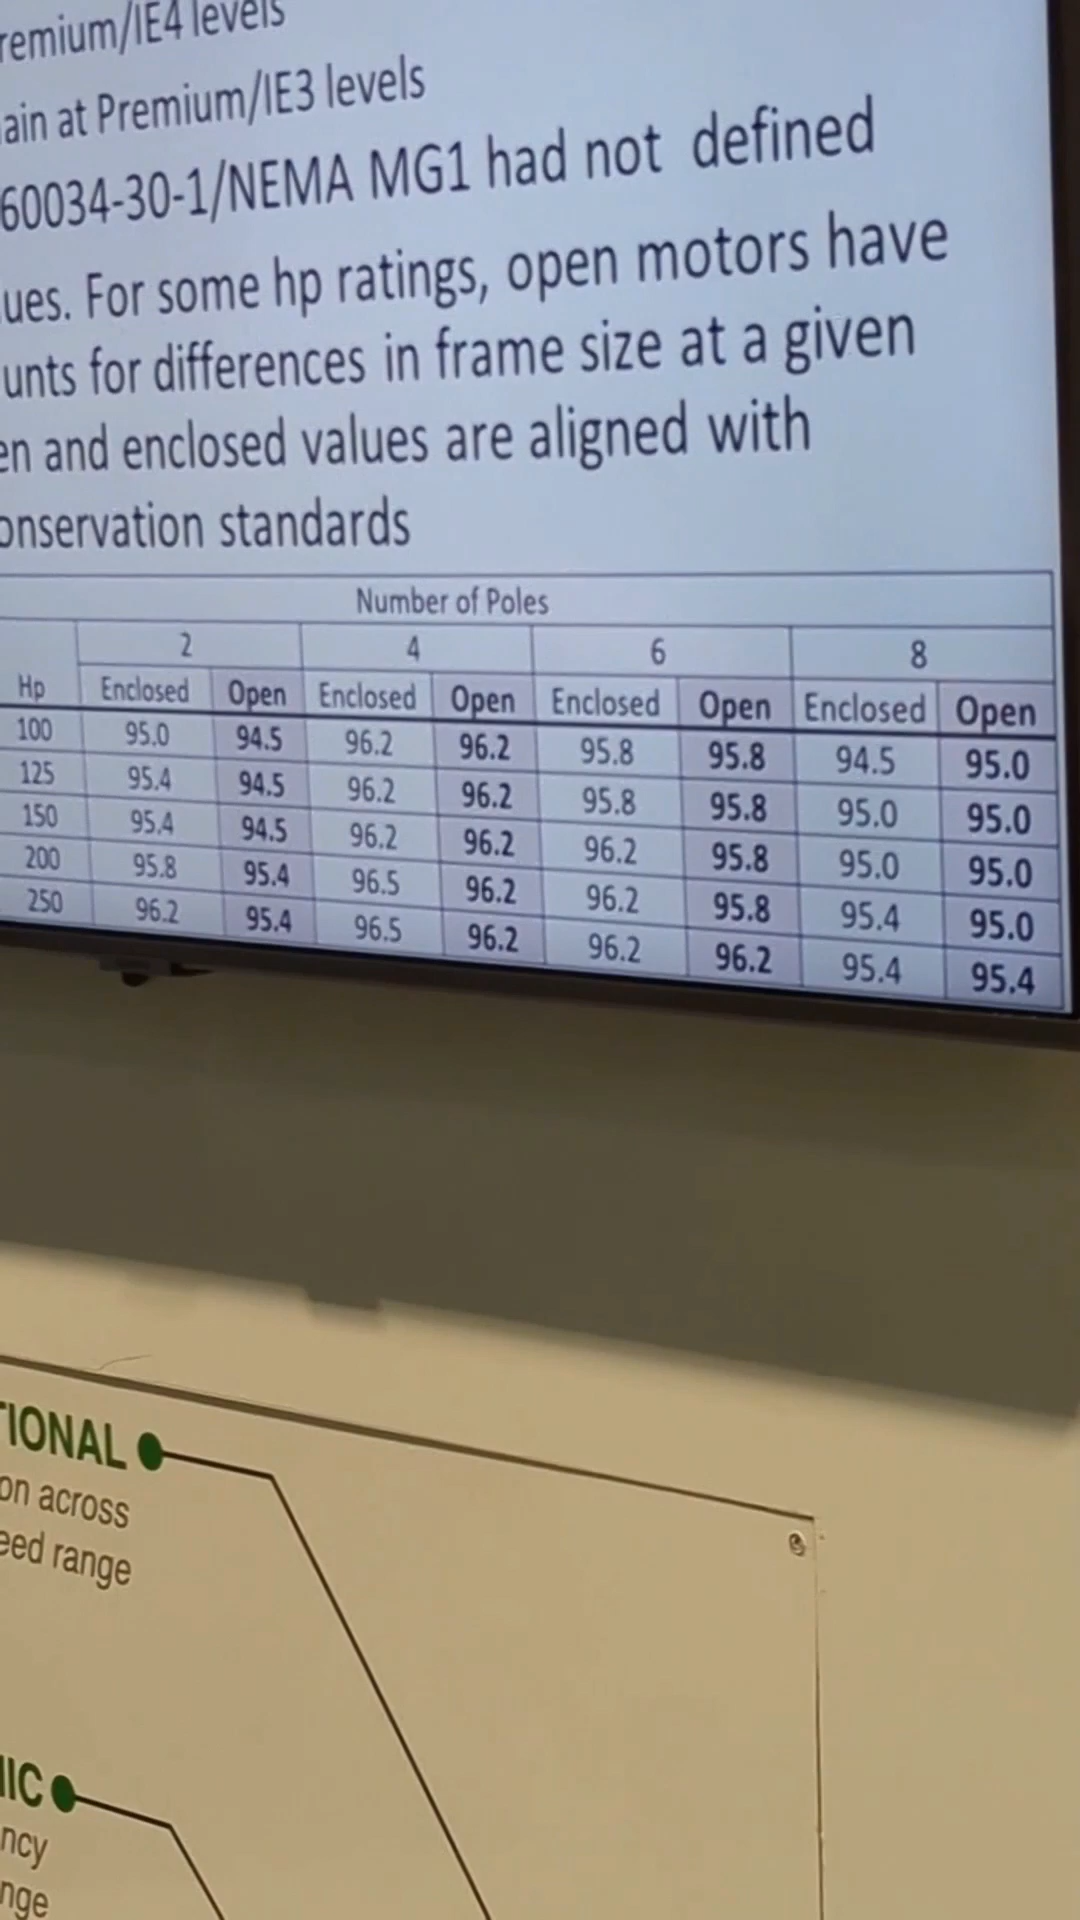 remium/IE4 levels
ain at Premium/IE3 levels
60034-30-1/NEMA MG1 had not defined
ues. For some hp ratings, open motors have
unts for differences in frame size at a given
en and enclosed values are aligned with
onservation standards
Number of Poles
2 4 6 8
Hp Enclosed Open Enclosed Open Enclosed Open Enclosed Open
100 95.0 94.5 96.2 96.2 95.8 95.8 94.5 95.0
125 95.4 94.5 96.2 96.2 95.8 95.8 95.0 95.0
150 95.4 94.5 96.2 96.2 96.2 95.8 95.0 95.0
200 95.8 95.4 96.5 96.2 96.2 95.8 95.4 95.0
250 96.2 95.4 96.5 96.2 96.2 96.2 95.4 95.4
TIONAL
on across
eed range
IC
ncy
nge